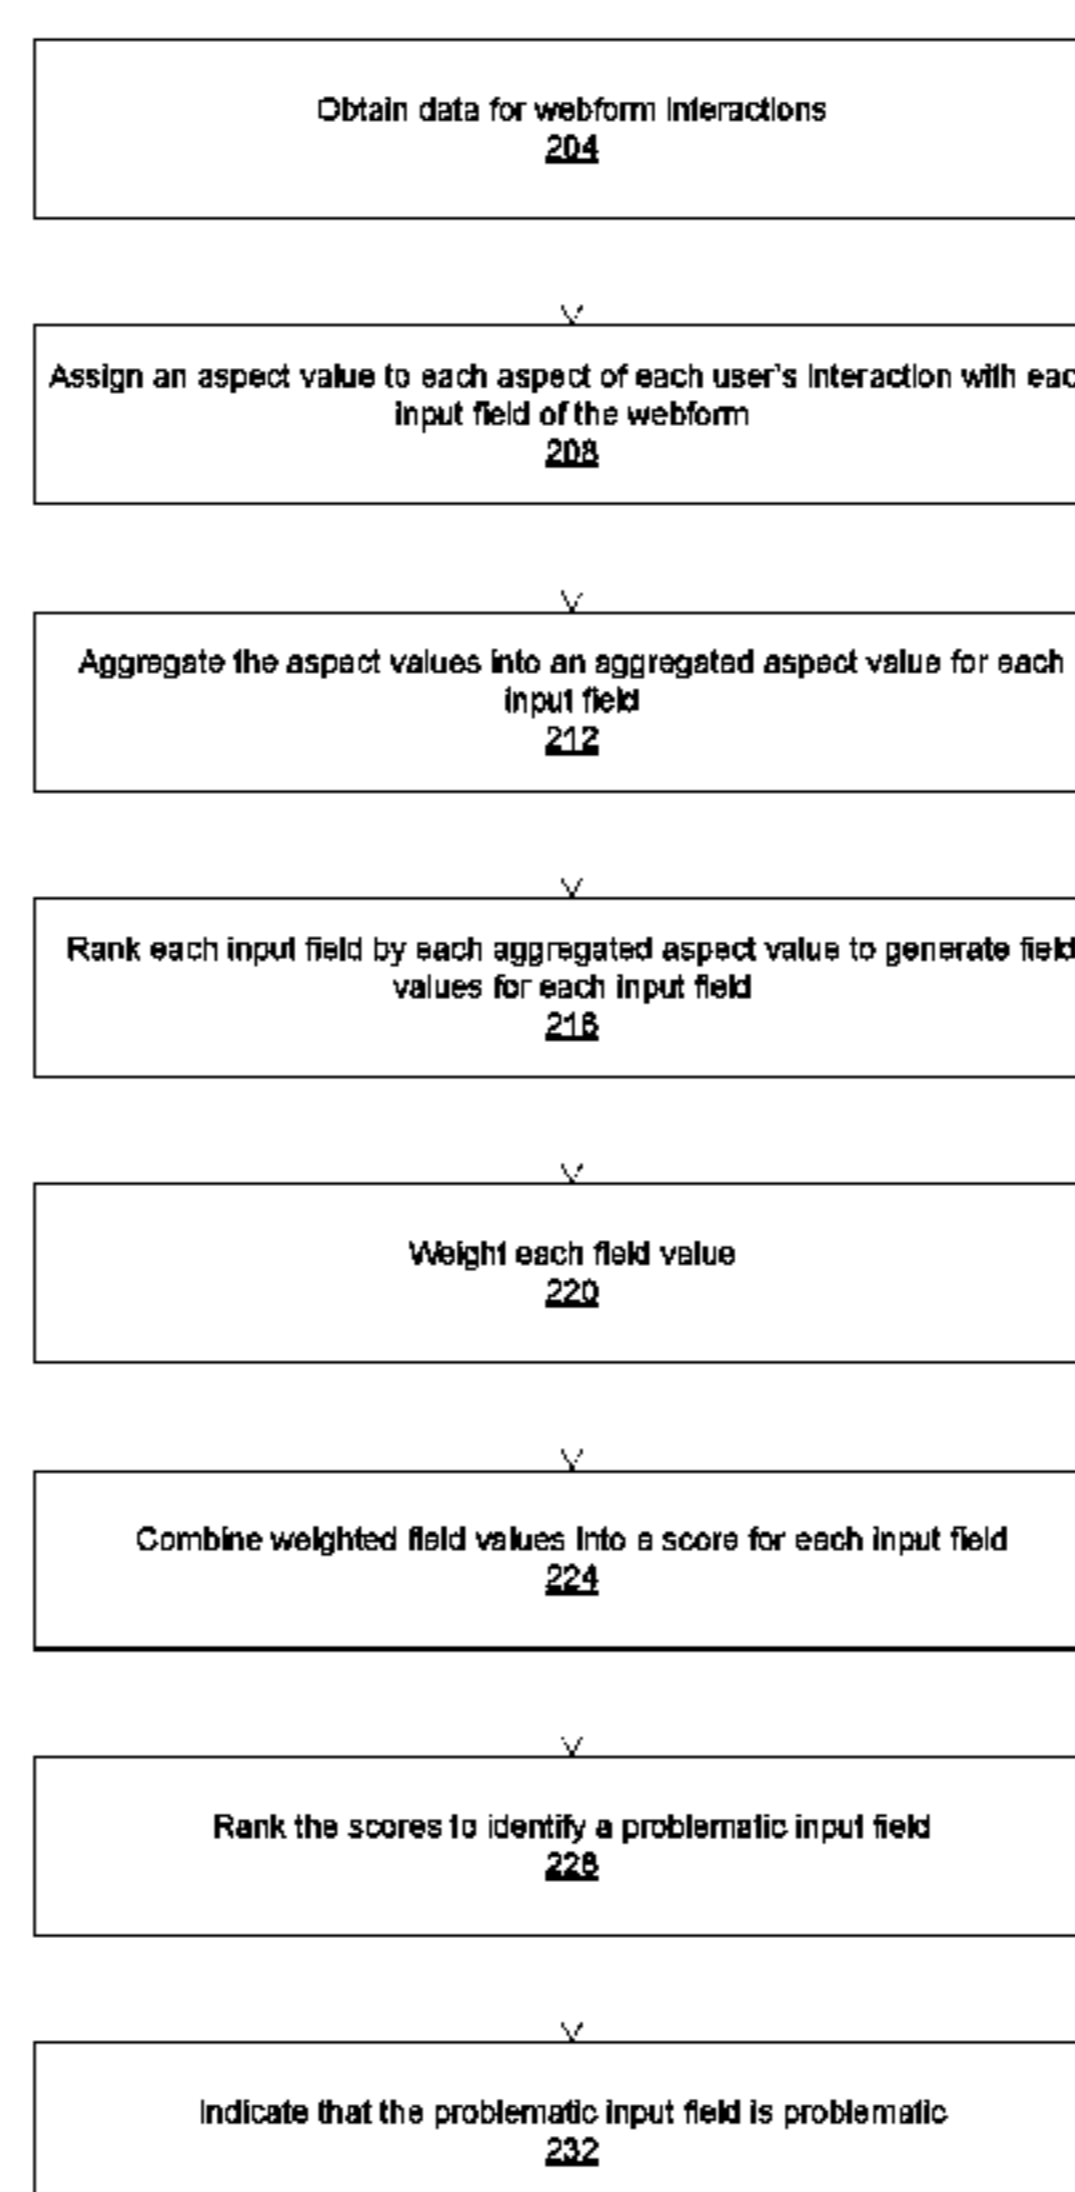 Obtain data for webform interactions
204
Assign an aspect value to each aspect of each user's interaction with eac
input field of the webform
208
Aggregate the aspect values into an aggregated aspect value for each
input field
212
Rank each input field by each aggregated aspect value to generate field
values for each input field
216
Weight each field value
220
Combine weighted field values into a score for each input field
224
Rank the scores to identify a problematic input field
228
Indicate that the problematic input field is problematic
232